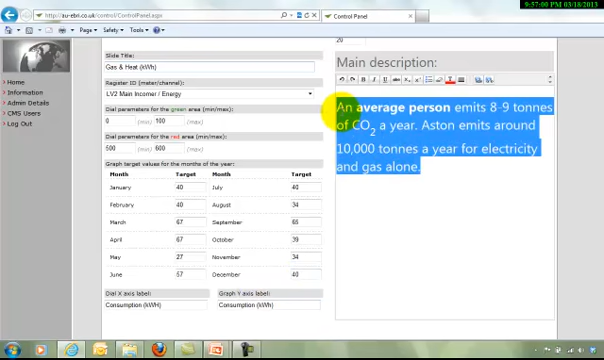 9:57:00 PM 03/18/2013
http://au-ebri.co.uk/control/ControlPanel.aspx
Control Panel
Page
Safety
Tools
20
Slide Title:
Gas & Heat (kWh)
Register ID (meter/channel):
LV2 Main Incomer / Energy
Dial parameters for the green area (min/max):
0 (min) 100 (max)
Dial parameters for the red area (min/max):
500 (min) 600 (max)
Graph target values for the months of the year:
Month Target Month Target
January 40 July 40
February 40 August 34
March 67 September 65
April 67 October 39
May 27 November 34
June 57 December 40
Dial X axis label: Graph Y axis label:
Consumption (kWH) Consumption (kWh)
Home
Information
Admin Details
CMS Users
Log Out
Main description:
An average person emits 8-9 tonnes
of CO2 a year. Aston emits around
10,000 tonnes a year for electricity
and gas alone.